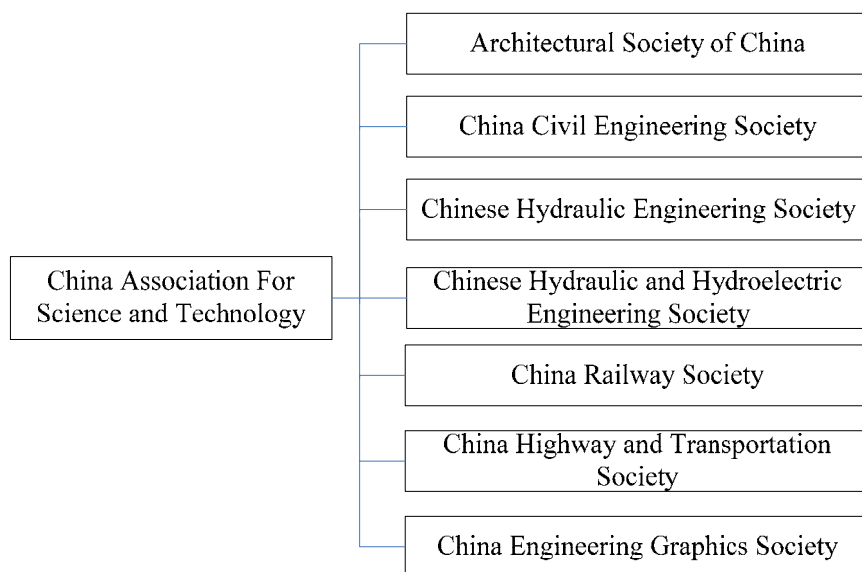 Architectural Society of China
China Civil Engineering Society
Chinese Hydraulic Engineering Society
China Association For
Science and Technology
Chinese Hydraulic and Hydroelectric
Engineering Society
China Railway Society
China Highway and Transportation
Society
China Engineering Graphics Society